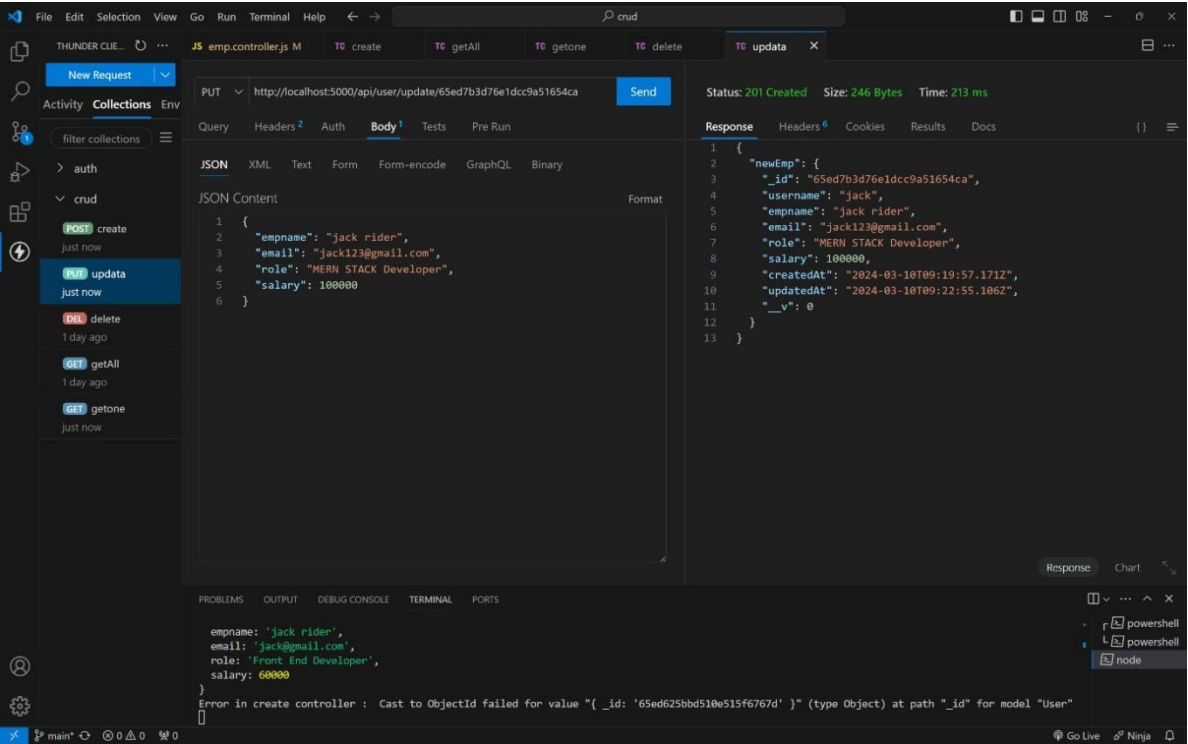 File Edit Selection View Go Run Terminal Help
crud
THUNDER CLIE...
New Request
Activity Collections Env
filter collections
auth
crud
POST create
just now
PUT updata
just now
DEL delete
1 day ago
GET getAll
1 day ago
GET getone
just now
JS emp.controller.js M
TC create
TC getAll
TC getone
TC delete
TC updata
PUT http://localhost:5000/api/user/update/65ed7b3d76e1dcc9a51654ca Send
Query Headers 2 Auth Body 1 Tests Pre Run
JSON XML Text Form Form-encode GraphQL Binary
JSON Content Format
1 {
2 "empname": "jack rider",
3 "email": "jack123@gmail.com",
4 "role": "MERN STACK Developer",
5 "salary": 100000
6 }
Status: 201 Created Size: 246 Bytes Time: 213 ms
Response Headers 6 Cookies Results Docs {}
1 {
2 "newEmp": {
3 "_id": "65ed7b3d76e1dcc9a51654ca",
4 "username": "jack",
5 "empname": "jack rider",
6 "email": "jack123@gmail.com",
7 "role": "MERN STACK Developer",
8 "salary": 100000,
9 "createdAt": "2024-03-10T09:19:57.171Z",
10 "updatedAt": "2024-03-10T09:22:55.106Z",
11 "__v": 0
12 }
13 }
Response Chart
PROBLEMS OUTPUT DEBUG CONSOLE TERMINAL PORTS
empname: 'jack rider',
email: 'jack@gmail.com',
role: 'Front End Developer',
salary: 60000
}
Error in create controller : Cast to ObjectId failed for value "{ _id: '65ed625bbd510e515f6767d' }" (type Object) at path "_id" for model "User"
powershell
powershell
node
1
main* 0 0 0
Go Live Ninja